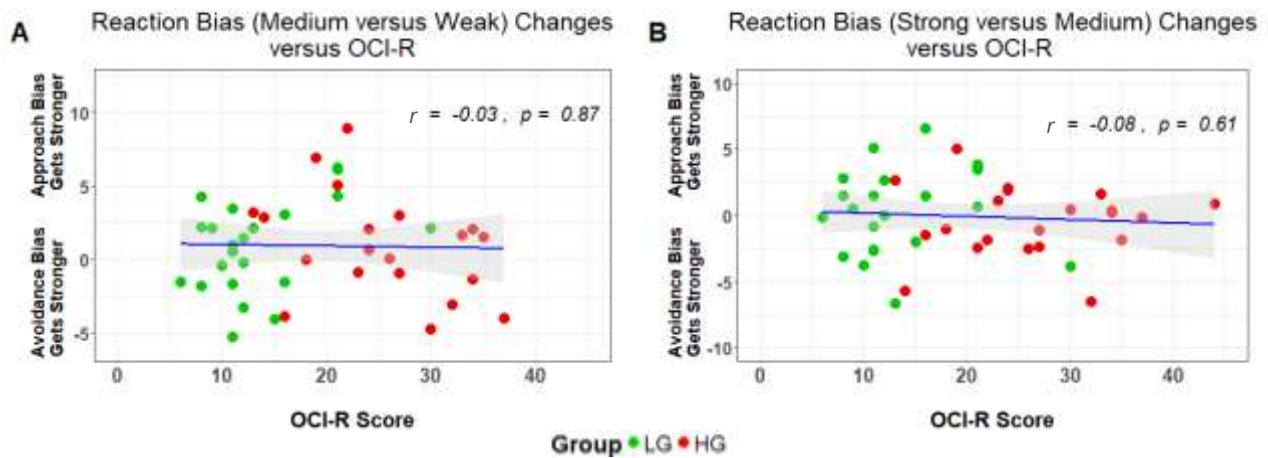 A
Reaction Bias (Medium versus Weak) Changes
versus OCI-R
Approach Bias
Gets Stronger
Avoidance Bias
Gets Stronger
10
5
0
-5
r = -0.03 , p = 0.87
0 10 20 30 40
OCI-R Score
B
Reaction Bias (Strong versus Medium) Changes
versus OCI-R
Approach Bias
Gets Stronger
Avoidance Bias
Gets Stronger
10
5
0
-5
-10
r = -0.08 , p = 0.61
0 10 20 30 40
OCI-R Score
Group LG HG